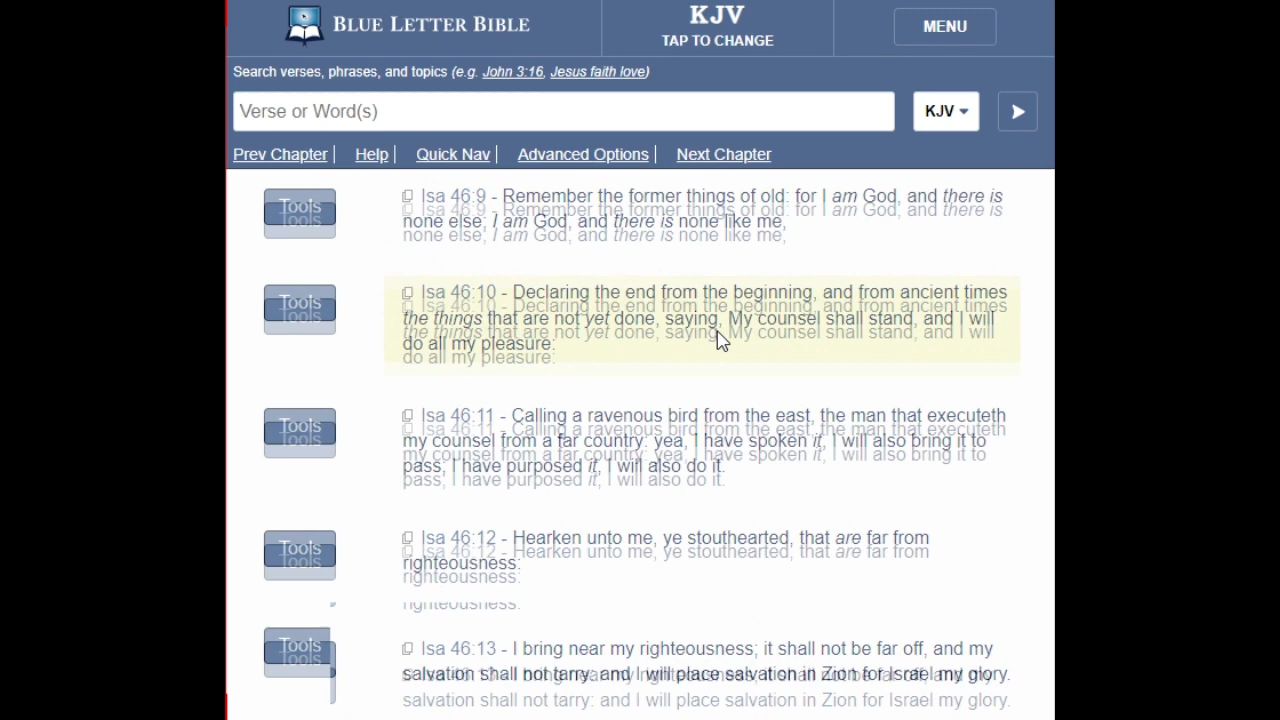 BLUE LETTER BIBLE
KJV
TAP TO CHANGE
MENU
Search verses, phrases, and topics (e.g. John 3:16, Jesus faith love)
Verse or Word(s)
KJV
Prev Chapter | Help | Quick Nav | Advanced Options | Next Chapter
Tools
Isa 46:9 - Remember the former things of old: for I am God, and there is
none else; I am God, and there is none like me,
Tools
Isa 46:10 - Declaring the end from the beginning, and from ancient times
the things that are not yet done, saying, My counsel shall stand, and I will
do all my pleasure:
Tools
Isa 46:11 - Calling a ravenous bird from the east, the man that executeth
my counsel from a far country: yea, I have spoken it, I will also bring it to
pass; I have purposed it, I will also do it.
Tools
Isa 46:12 - Hearken unto me, ye stouthearted, that are far from
righteousness:
Tools
Isa 46:13 - I bring near my righteousness; it shall not be far off, and my
salvation shall not tarry: and I will place salvation in Zion for Israel my glory.